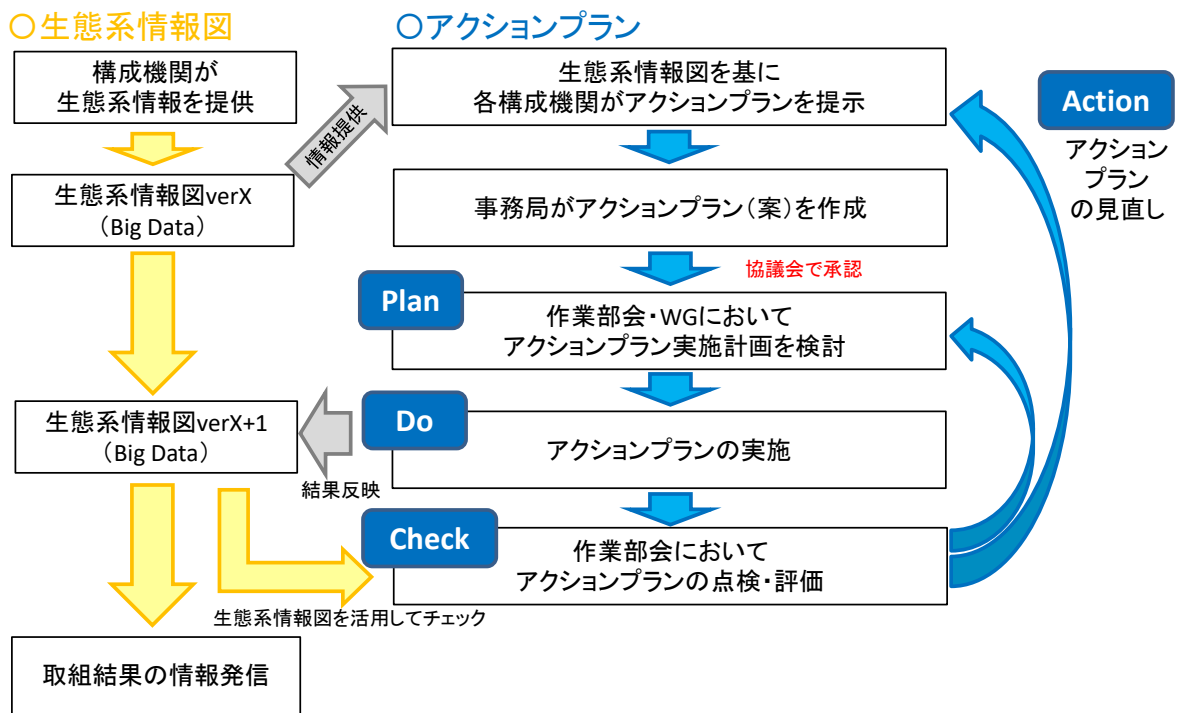 〇生態系情報図
構成機関が
生態系情報を提供
生態系情報図verX
（Big Data）
生態系情報図verX+1
（Big Data）
取組結果の情報発信
情報提供
結果反映
生態系情報図を活用してチェック
〇アクションプラン
生態系情報図を基に
各構成機関がアクションプランを提示
事務局がアクションプラン（案）を作成
協議会で承認
Plan
作業部会・WGにおいて
アクションプラン実施計画を検討
Do
アクションプランの実施
Check
作業部会において
アクションプランの点検・評価
Action
アクション
プラン
の見直し